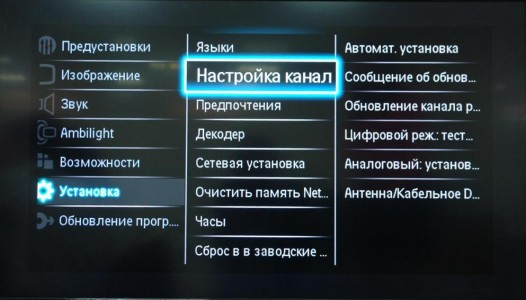 Предустановки
Изображение
Звук
Ambilight
Возможности
Установка
Обновление прогр....
Языки
Настройка канал
Предпочтения
Декодер
Сетевая установка
Очистить память Net...
Часы
Сброс в в заводские ...
Автомат. установка
Сообщение об обнов...
Обновление канала р...
Цифровой реж.: тест...
Аналоговый: установ...
Антенна/Кабельное D...